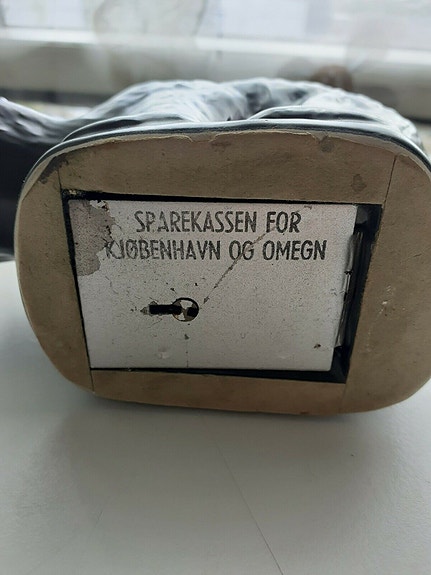 SPAREKASSEN FOR
KJØBENHAVN OG OMEGN